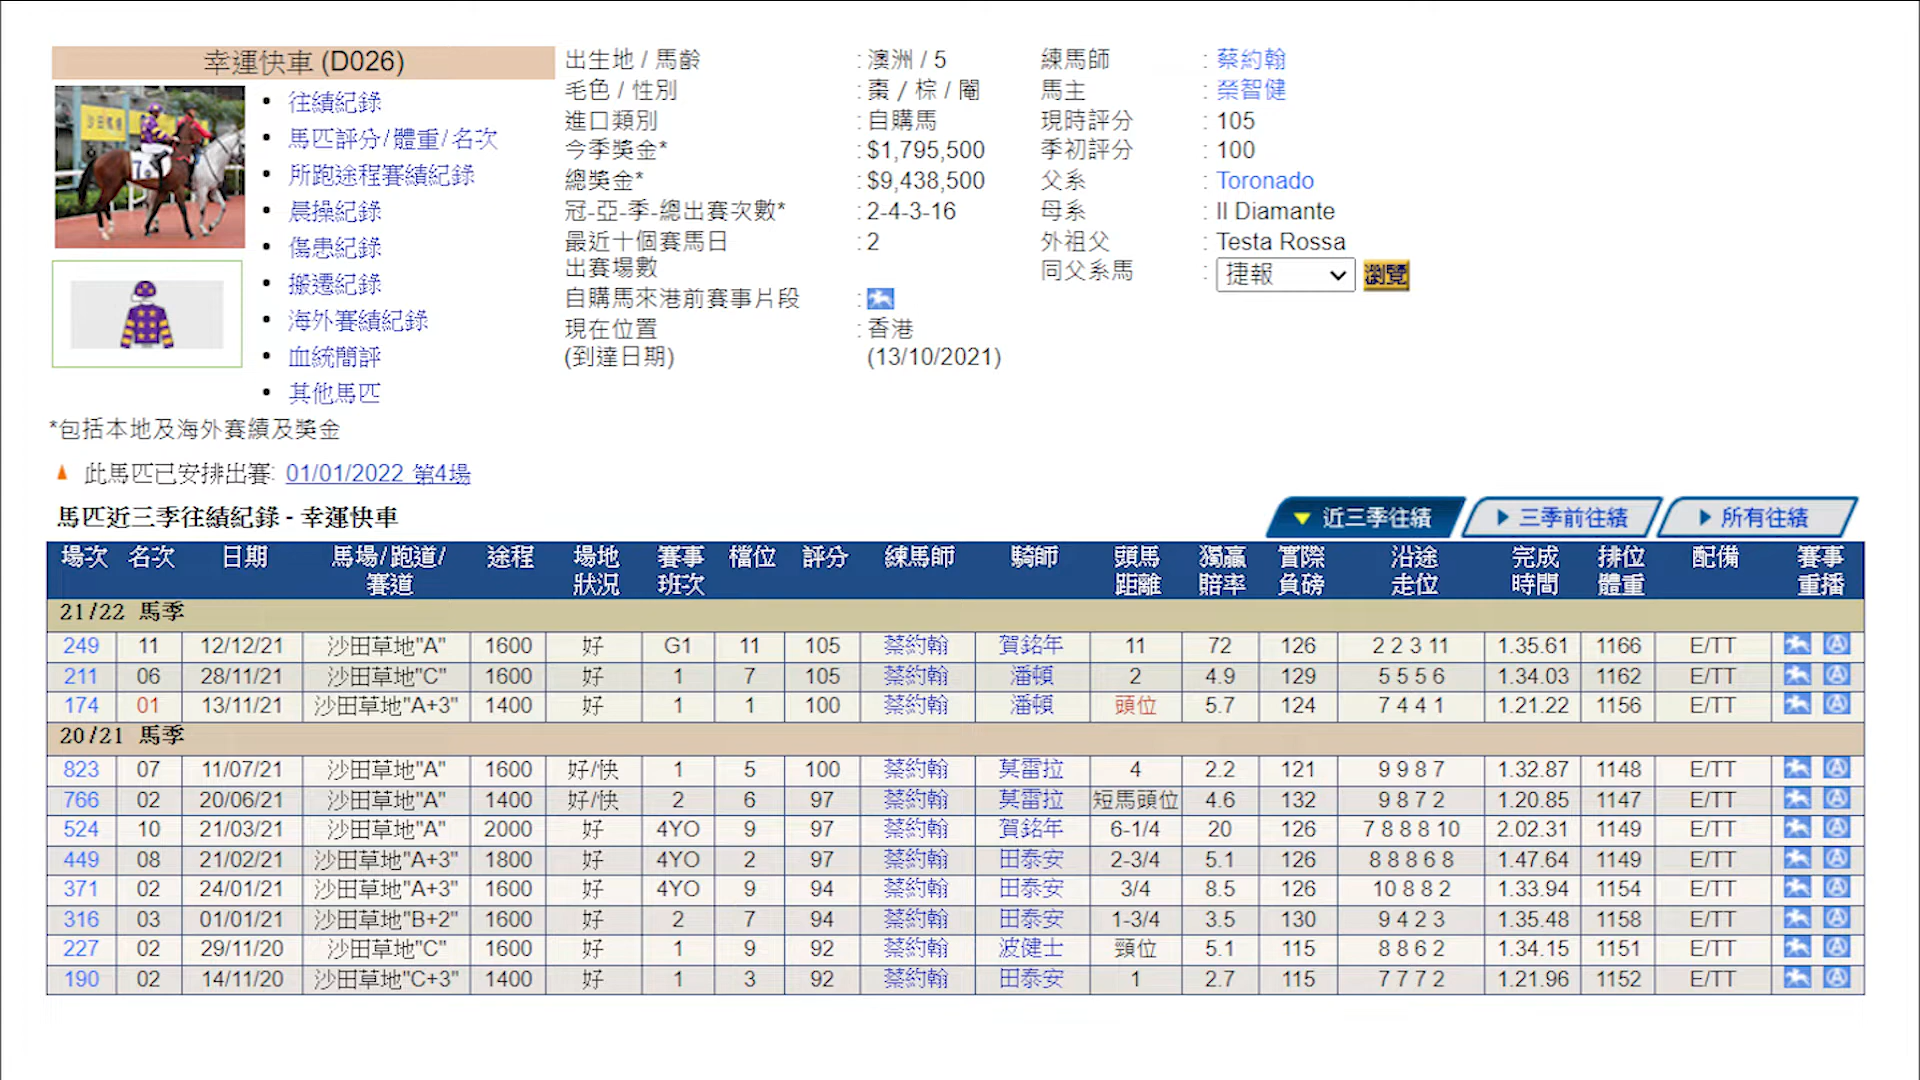 幸運快車 (D026)
往績紀錄
馬匹評分/體重/名次
所跑途程賽績紀錄
晨操紀錄
傷患紀錄
搬遷紀錄
海外賽績紀錄
血統簡評
其他馬匹
出生地 / 馬齡 : 澳洲 / 5
毛色 / 性別 : 棗 / 棕 / 閹
進口類別 : 自購馬
今季獎金* : $1,795,500
總獎金* : $9,438,500
冠-亞-季-總出賽次數* : 2-4-3-16
最近十個賽馬日 : 2
出賽場數
自購馬來港前賽事片段 :
現在位置 : 香港
(到達日期) (13/10/2021)
練馬師 : 蔡約翰
馬主 : 榮智健
現時評分 : 105
季初評分 : 100
父系 : Toronado
母系 : Il Diamante
外祖父 : Testa Rossa
同父系馬 : 捷報 瀏覽
*包括本地及海外賽績及獎金
此馬匹已安排出賽: 01/01/2022 第4場
馬匹近三季往績紀錄 - 幸運快車
近三季往績 三季前往績 所有往績
場次 名次 日期 馬場/跑道/賽道 途程 場地狀況 賽事班次 檔位 評分 練馬師 騎師 頭馬距離 獨贏賠率 實際負磅 沿途走位 完成時間 排位體重 配備 賽事重播
21/22 馬季
249 11 12/12/21 沙田草地"A" 1600 好 G1 11 105 蔡約翰 賀銘年 11 72 126 2 2 3 11 1.35.61 1166 E/TT
211 06 28/11/21 沙田草地"C" 1600 好 1 7 105 蔡約翰 潘頓 2 4.9 129 5 5 5 6 1.34.03 1162 E/TT
174 01 13/11/21 沙田草地"A+3" 1400 好 1 1 100 蔡約翰 潘頓 頭位 5.7 124 7 4 4 1 1.21.22 1156 E/TT
20/21 馬季
823 07 11/07/21 沙田草地"A" 1600 好/快 1 5 100 蔡約翰 莫雷拉 4 2.2 121 9 9 8 7 1.32.87 1148 E/TT
766 02 20/06/21 沙田草地"A" 1400 好/快 2 6 97 蔡約翰 莫雷拉 短馬頭位 4.6 132 9 8 7 2 1.20.85 1147 E/TT
524 10 21/03/21 沙田草地"A" 2000 好 4YO 9 97 蔡約翰 賀銘年 6-1/4 20 126 7 8 8 8 10 2.02.31 1149 E/TT
449 08 21/02/21 沙田草地"A+3" 1800 好 4YO 2 97 蔡約翰 田泰安 2-3/4 5.1 126 8 8 8 6 8 1.47.64 1149 E/TT
371 02 24/01/21 沙田草地"A+3" 1600 好 4YO 9 94 蔡約翰 田泰安 3/4 8.5 126 10 8 8 2 1.33.94 1154 E/TT
316 03 01/01/21 沙田草地"B+2" 1600 好 2 7 94 蔡約翰 田泰安 1-3/4 3.5 130 9 4 2 3 1.35.48 1158 E/TT
227 02 29/11/20 沙田草地"C" 1600 好 1 9 92 蔡約翰 波健士 頸位 5.1 115 8 8 6 2 1.34.15 1151 E/TT
190 02 14/11/20 沙田草地"C+3" 1400 好 1 3 92 蔡約翰 田泰安 1 2.7 115 7 7 7 2 1.21.96 1152 E/TT